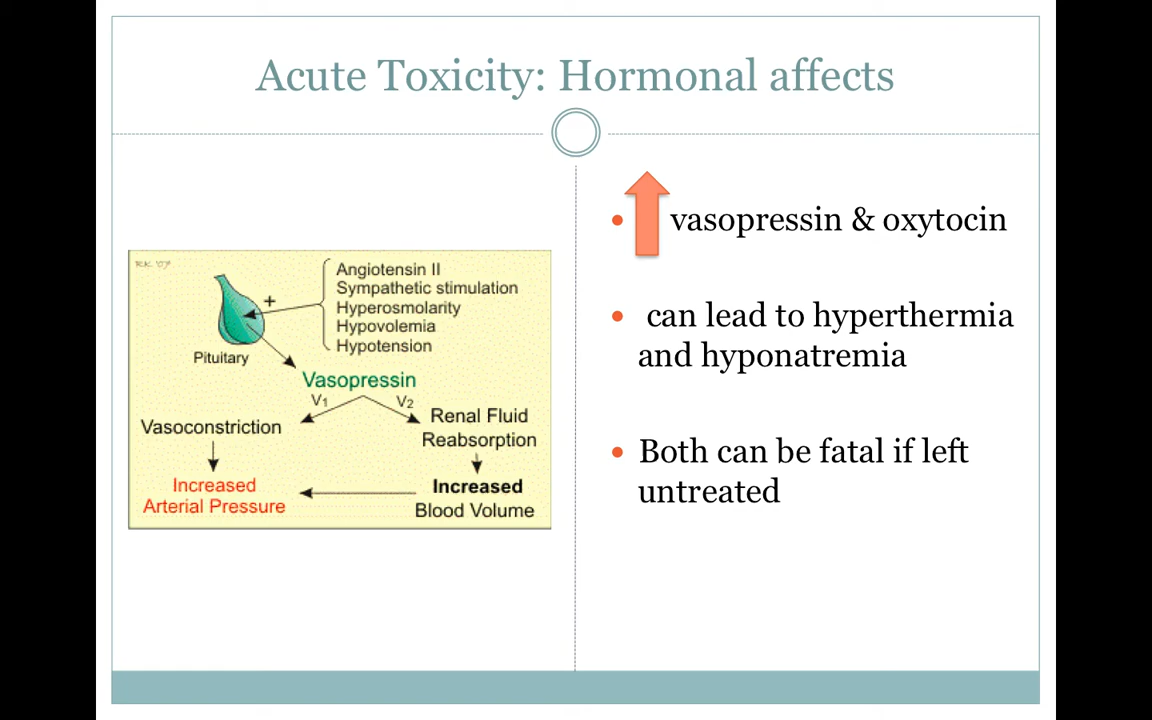 Acute Toxicity: Hormonal affects
R.K. '07
Angiotensin II
Sympathetic stimulation
Hyperosmolarity
Hypovolemia
Hypotension
+
Pituitary
Vasopressin
V1
V2
Vasoconstriction
Renal Fluid
Reabsorption
Increased
Arterial Pressure
Increased
Blood Volume
• vasopressin & oxytocin
• can lead to hyperthermia
and hyponatremia
• Both can be fatal if left
untreated